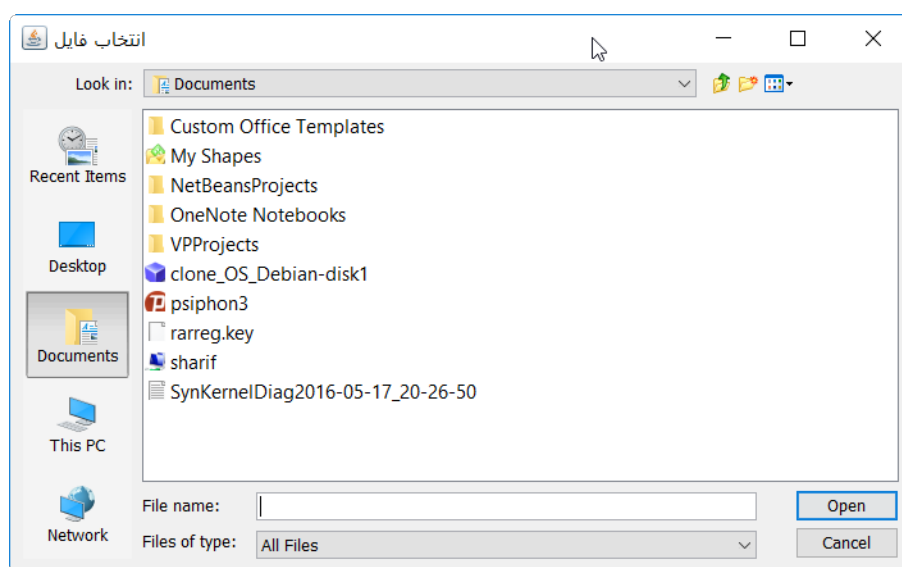 انتخاب فایل
Look in: Documents
Recent Items
Desktop
Documents
This PC
Network
Custom Office Templates
My Shapes
NetBeansProjects
OneNote Notebooks
VPProjects
clone_OS_Debian-disk1
psiphon3
rarreg.key
sharif
SynKernelDiag2016-05-17_20-26-50
File name:
Open
Files of type: All Files
Cancel